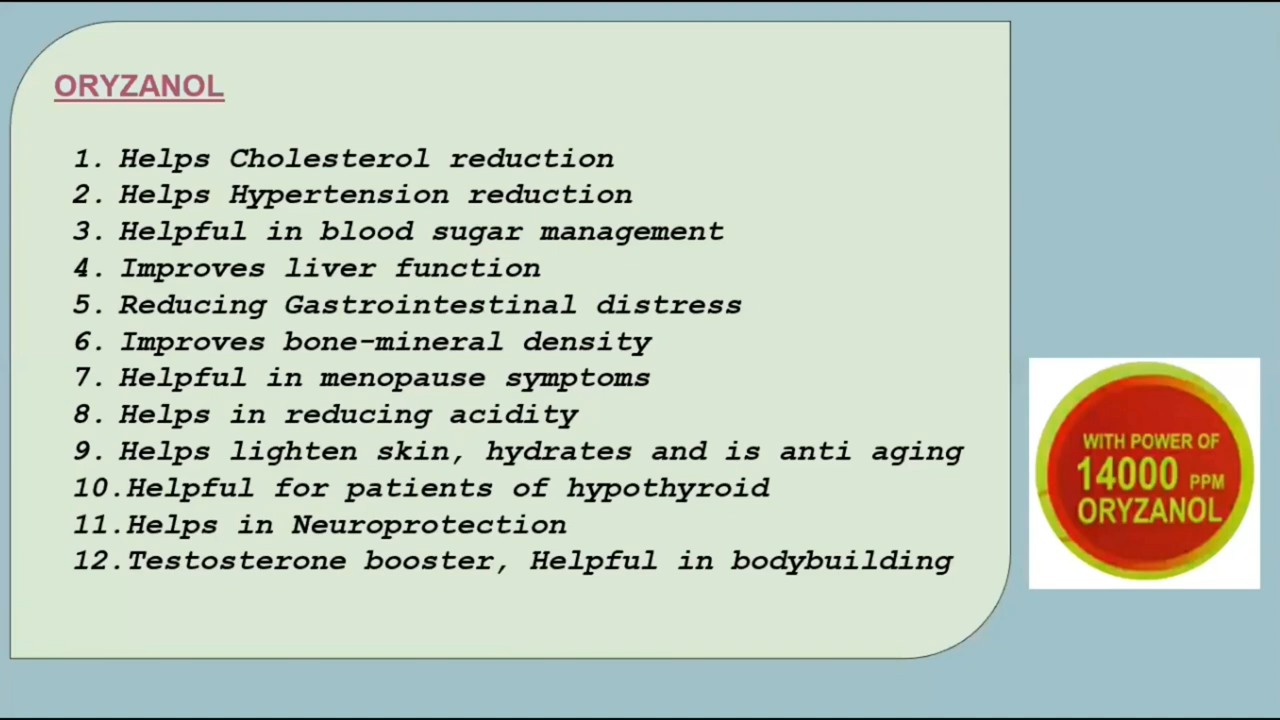 ORYZANOL
1. Helps Cholesterol reduction
2. Helps Hypertension reduction
3. Helpful in blood sugar management
4. Improves liver function
5. Reducing Gastrointestinal distress
6. Improves bone-mineral density
7. Helpful in menopause symptoms
8. Helps in reducing acidity
9. Helps lighten skin, hydrates and is anti aging
10.Helpful for patients of hypothyroid
11.Helps in Neuroprotection
12.Testosterone booster, Helpful in bodybuilding
WITH POWER OF
14000 PPM
ORYZANOL